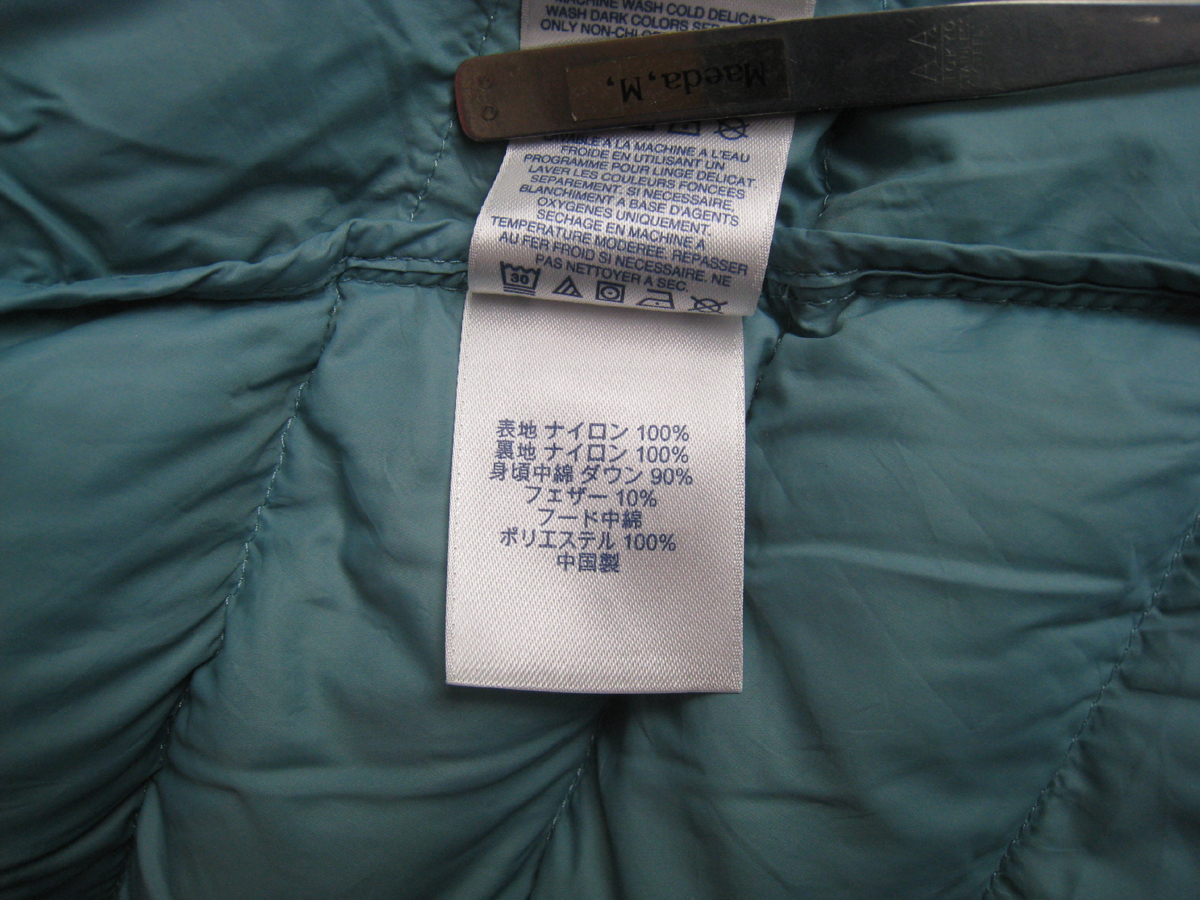 MACHINE WASH COLD DELICATE
WASH DARK COLORS
ONLY NON-CHLO
Maeda,M,
A LA MACHINE A L'EAU
FROIDE EN UTILISANT UN
PROGRAMME POUR LINGE DELICAT.
LAVER LES COULEURS FONCÉES
SEPAREMENT. SI NECESSAIRE
BLANCHIMENT A BASE D'AGENTS
OXYGENES UNIQUEMENT.
SECHAGE EN MACHINE A
TEMPERATURE MODEREE. REPASSER
AU FER FROID SI NECESSAIRE. NE
PAS NETTOYER A SEC.
30
表地 ナイロン 100%
裏地 ナイロン 100%
身頃中綿 ダウン 90%
フェザー 10%
フード中綿
ポリエステル 100%
中国製